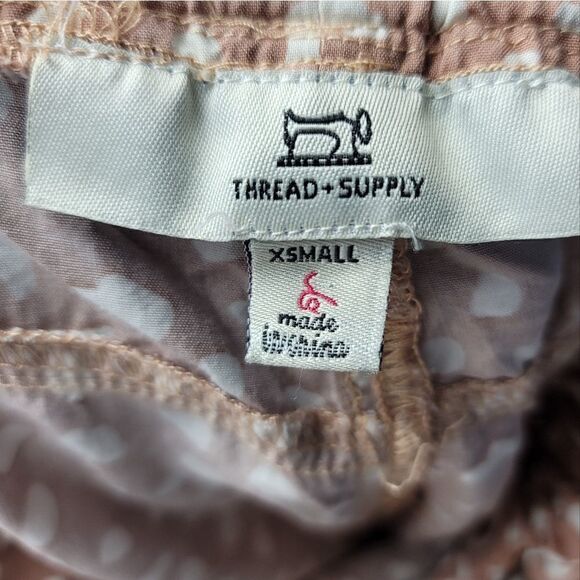 THREAD+SUPPLY
XSMALL
made
in China